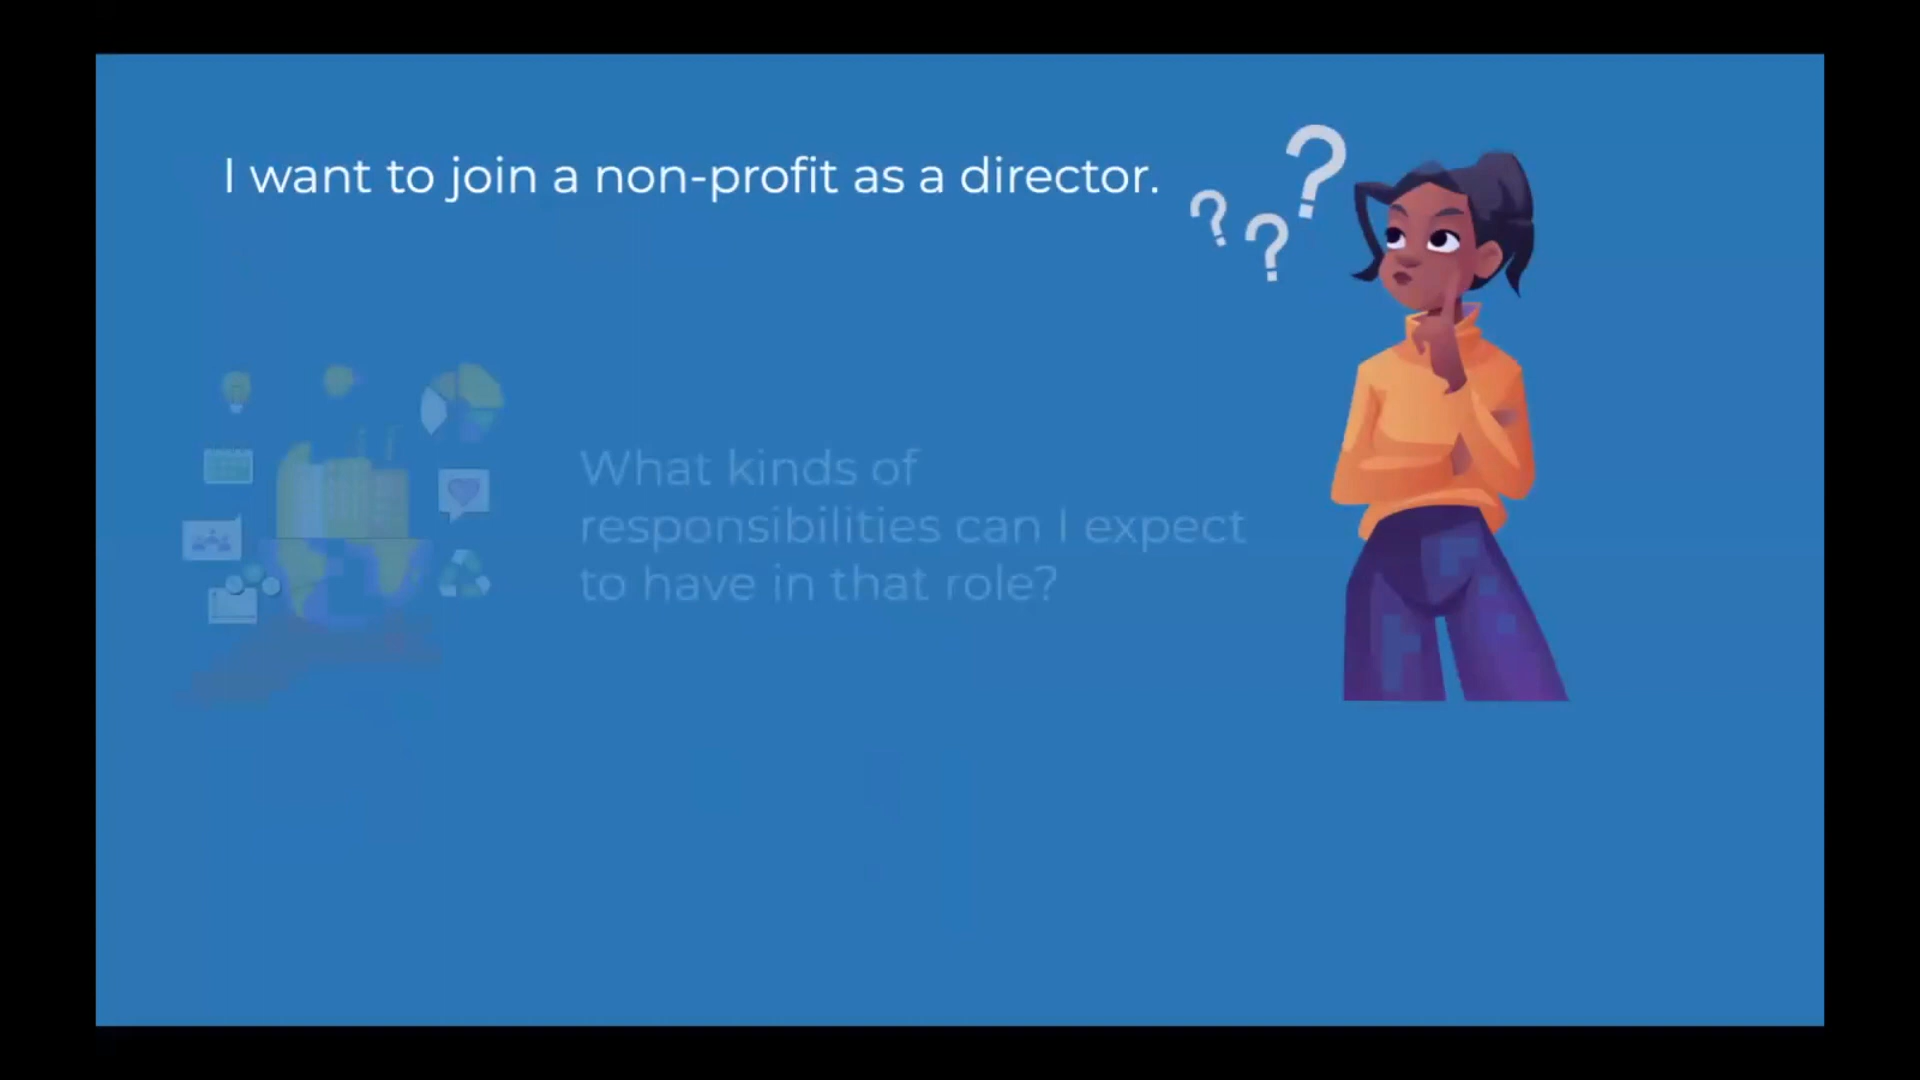 I want to join a non-profit as a director.
? ? ?
What kinds of
responsibilities can I expect
to have in that role?